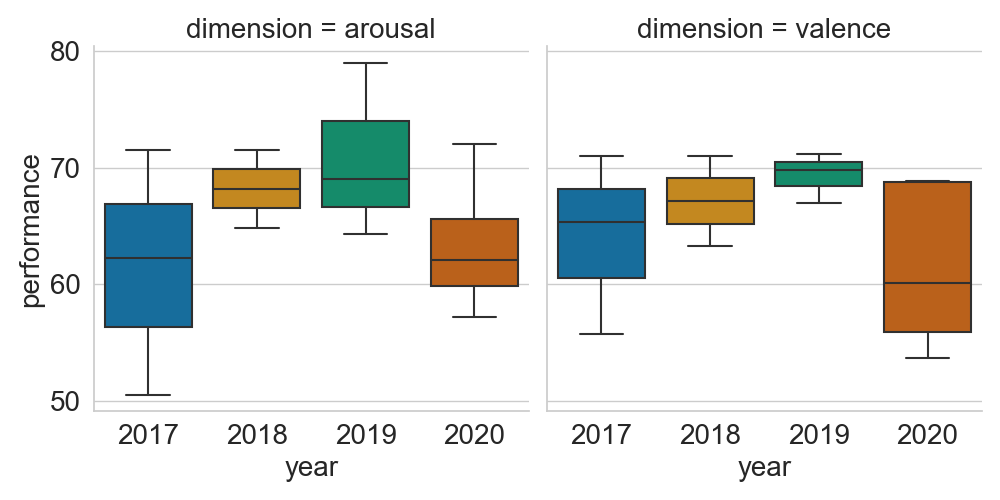 dimension = arousal
dimension = valence
performance
80
70
60
50
2017 2018 2019 2020
2017 2018 2019 2020
year
year